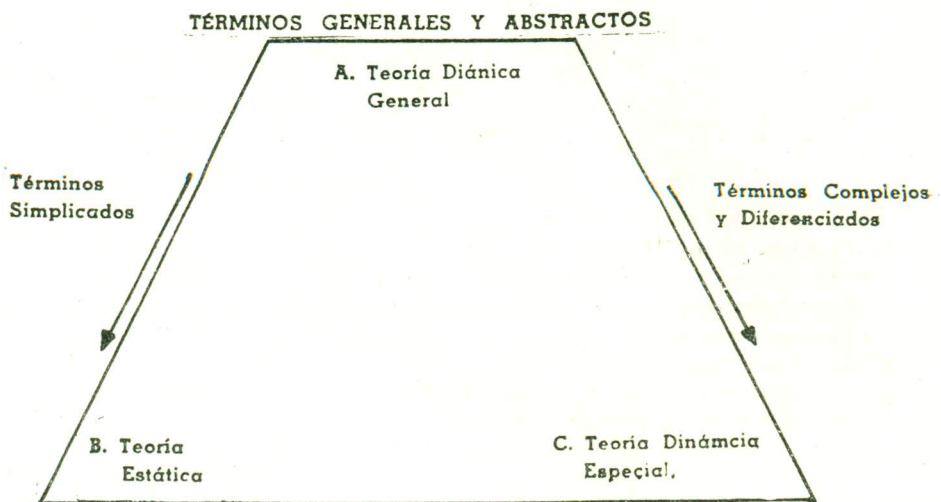 TÉRMINOS GENERALES Y ABSTRACTOS
A. Teoría Diánica
General
Términos
Simplicados
Términos Complejos
y Diferenciados
B. Teoría
Estática
C. Teoría Dinámcia
Especial.